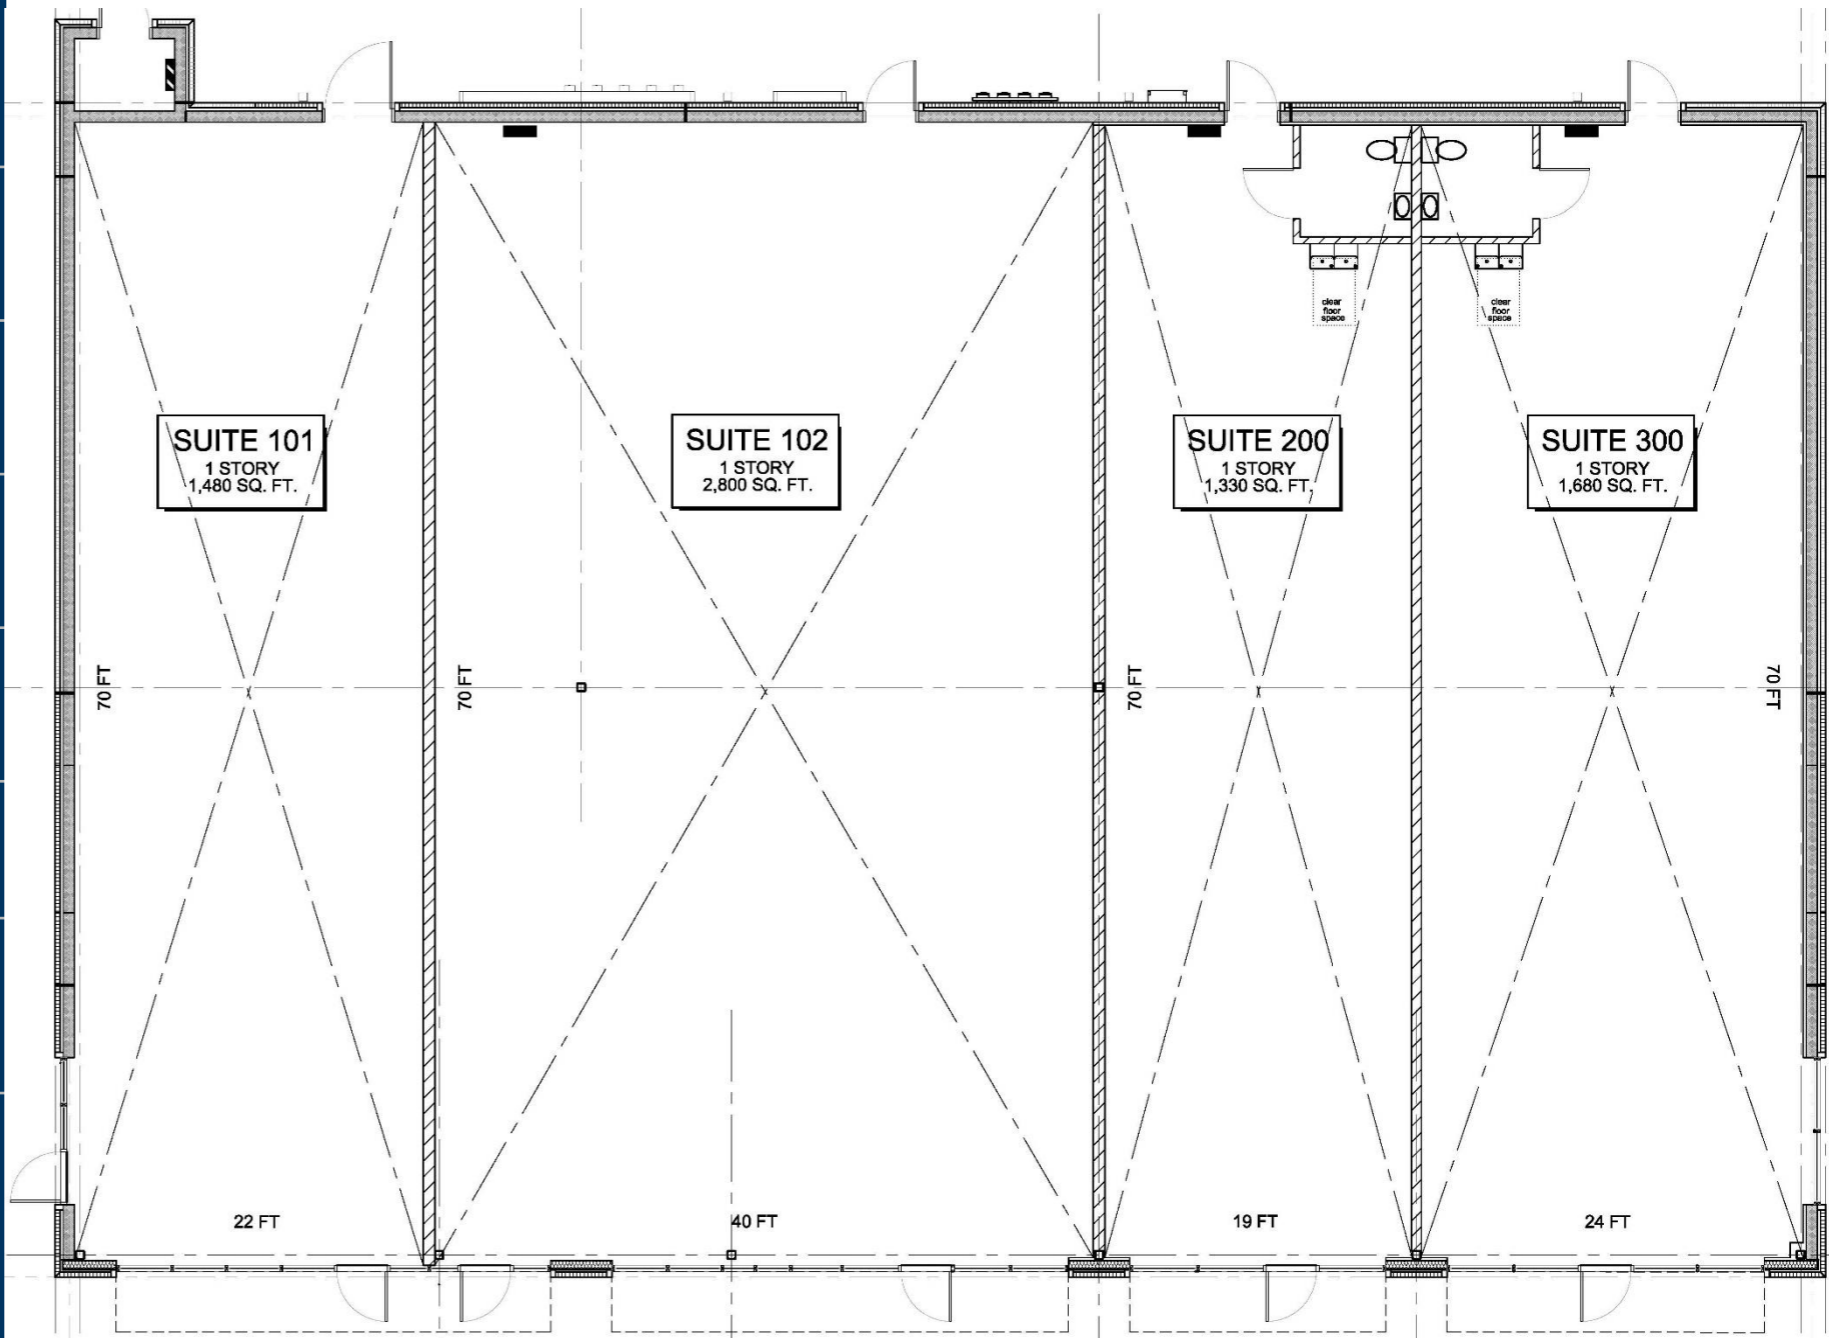 clear
floor
space
clear
floor
space
SUITE 101
1 STORY
1,480 SQ. FT.
SUITE 102
1 STORY
2,800 SQ. FT.
SUITE 200
1 STORY
1,330 SQ. FT.
SUITE 300
1 STORY
1,680 SQ. FT.
70 FT
70 FT
70 FT
70 FT
22 FT
40 FT
19 FT
24 FT